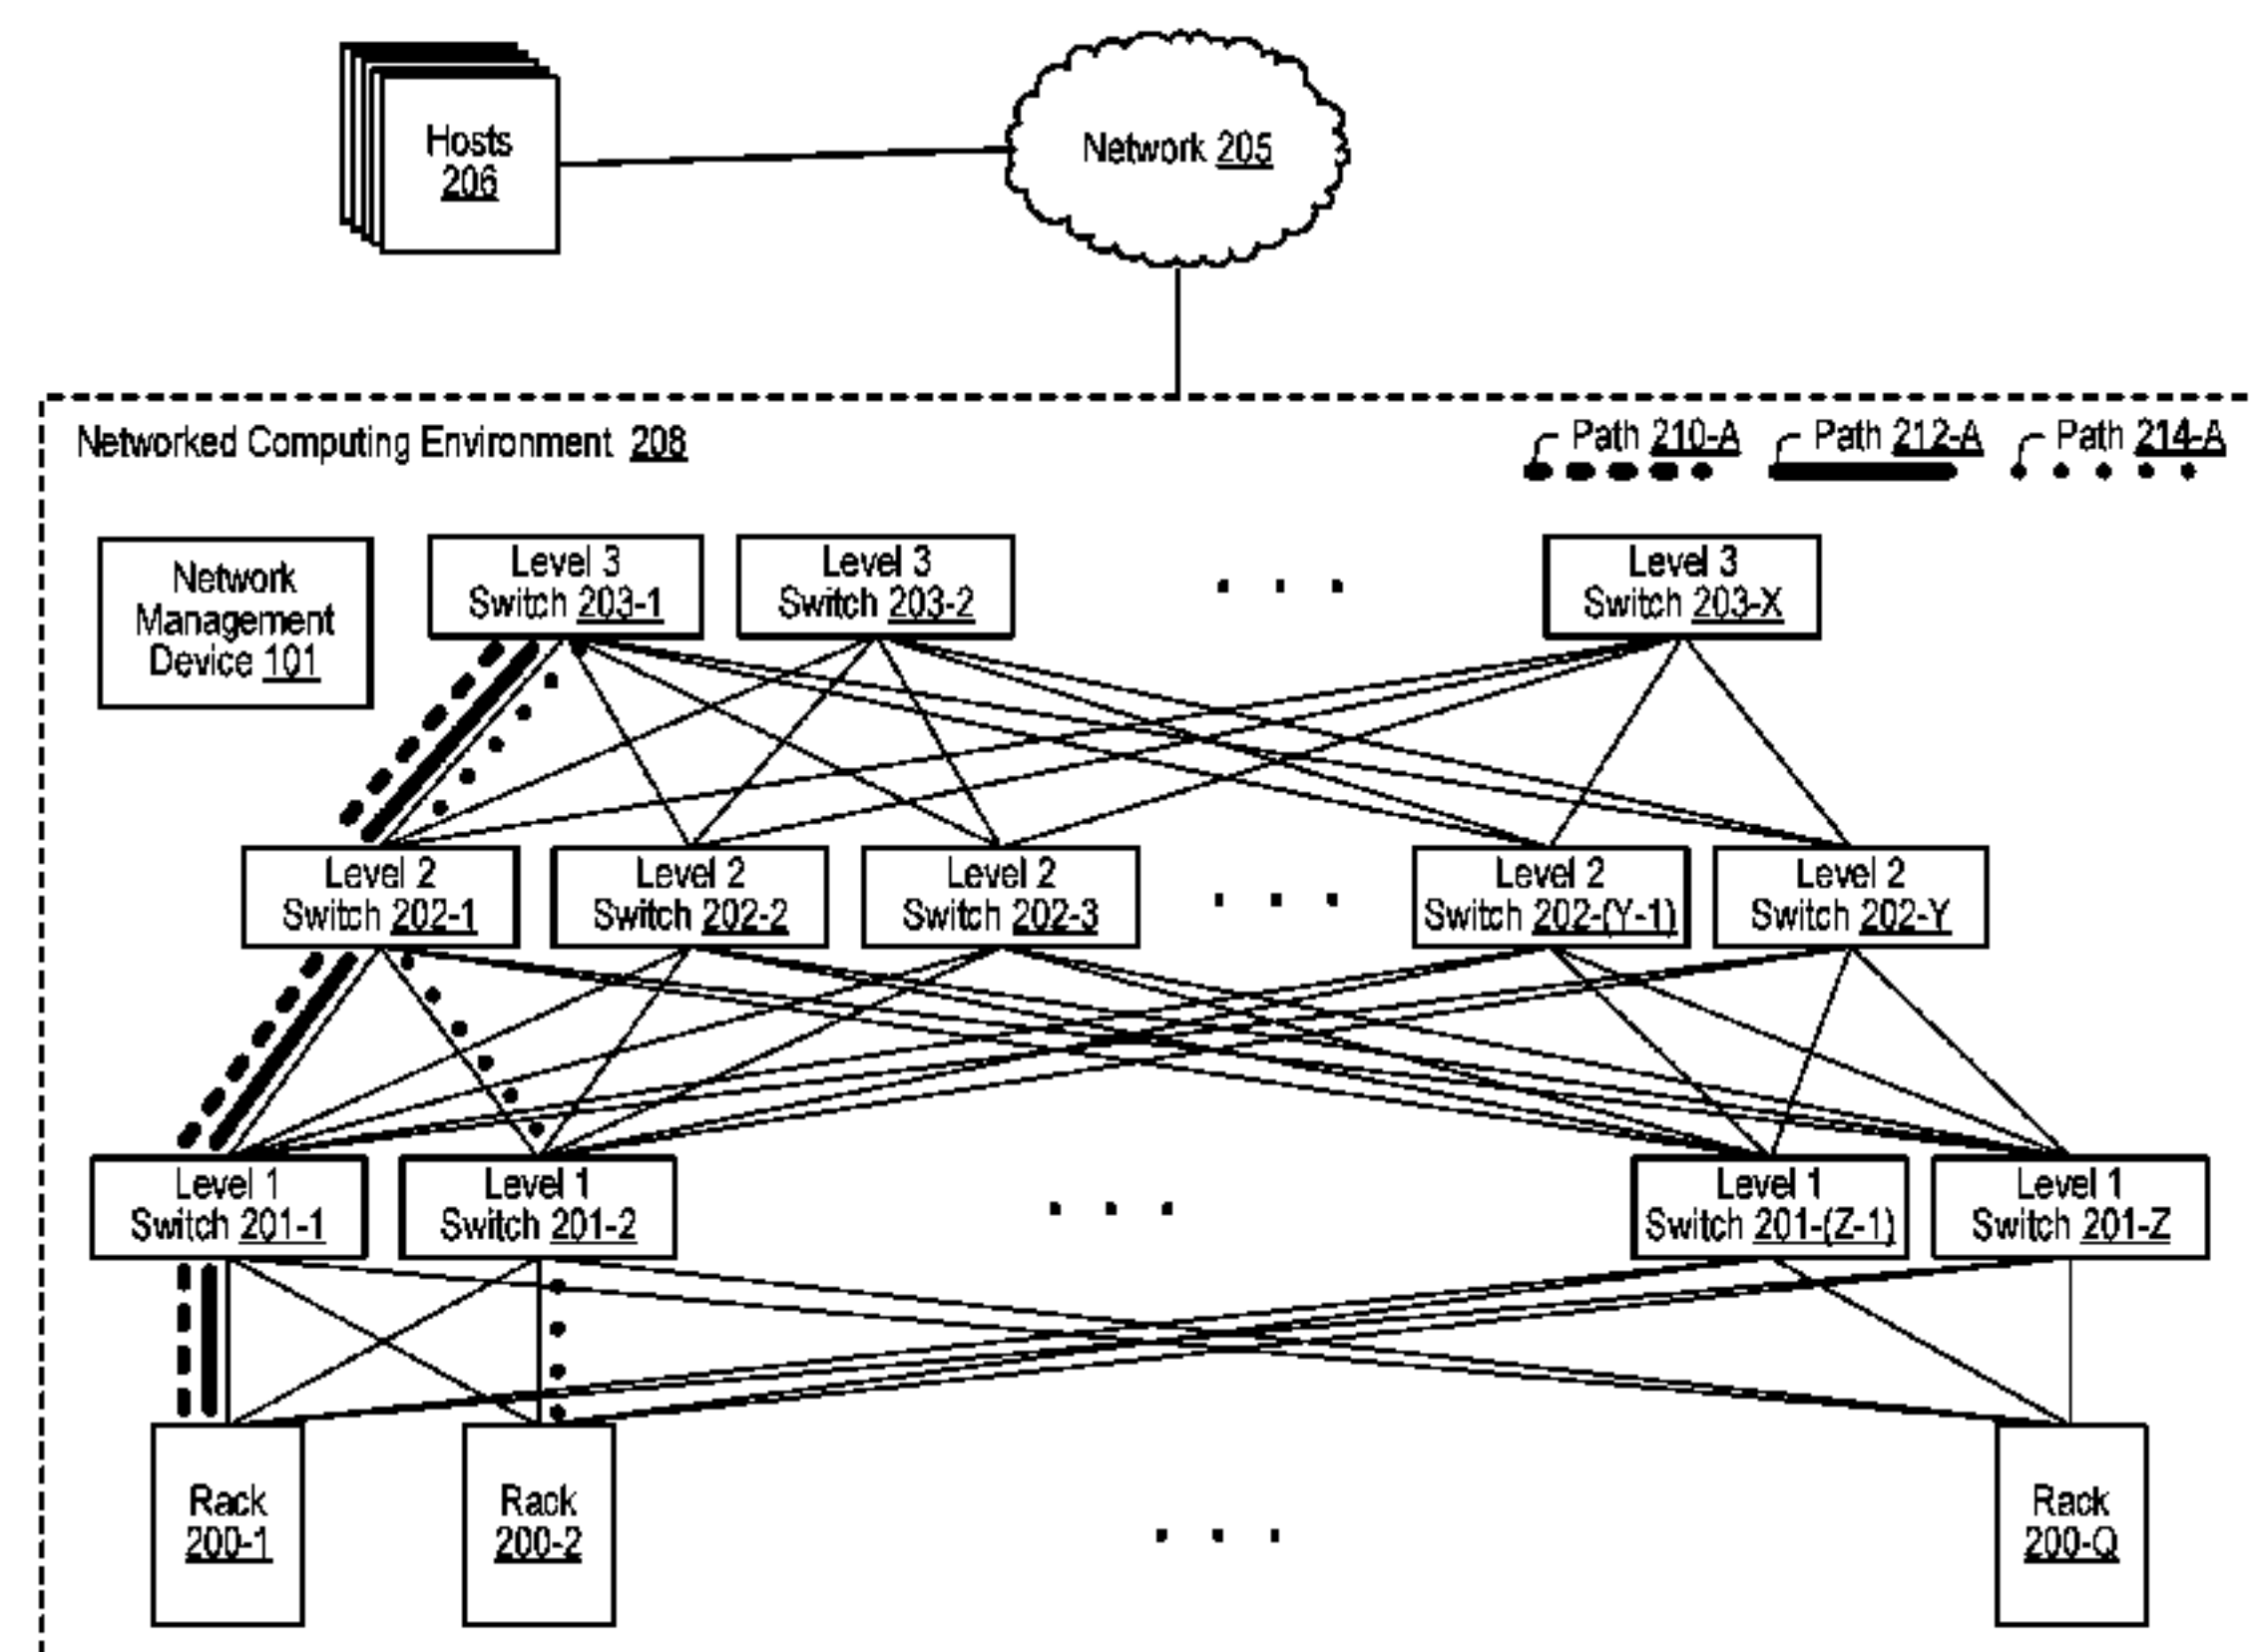 Hosts
206
Network 205
Networked Computing Environment 208
Path 210-A
Path 212-A
Path 214-A
Network
Management
Device 101
Level 3
Switch 203-1
Level 3
Switch 203-2
. . .
Level 3
Switch 203-X
Level 2
Switch 202-1
Level 2
Switch 202-2
Level 2
Switch 202-3
. . .
Level 2
Switch 202-(Y-1)
Level 2
Switch 202-Y
Level 1
Switch 201-1
Level 1
Switch 201-2
. . .
Level 1
Switch 201-(Z-1)
Level 1
Switch 201-Z
Rack
200-1
Rack
200-2
. . .
Rack
200-Q